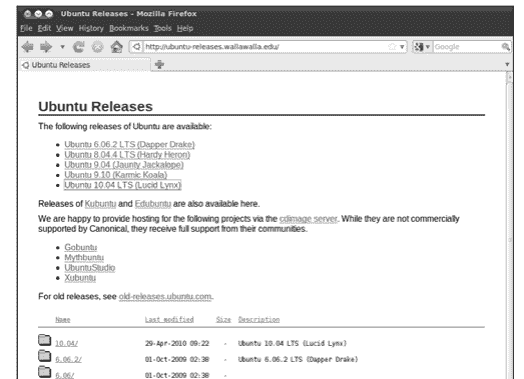 Ubuntu Releases - Mozilla Firefox
File Edit View History Bookmarks Tools Help
http://ubuntu-releases.wallawalla.edu/
Google
Ubuntu Releases
Ubuntu Releases
The following releases of Ubuntu are available:
Ubuntu 6.06.2 LTS (Dapper Drake)
Ubuntu 8.04.4 LTS (Hardy Heron)
Ubuntu 9.04 (Jaunty Jackalope)
Ubuntu 9.10 (Karmic Koala)
Ubuntu 10.04 LTS (Lucid Lynx)
Releases of Kubuntu and Edubuntu are also available here.
We are happy to provide hosting for the following projects via the cdimage server. While they are not commercially
supported by Canonical, they receive full support from their communities.
Gobuntu
Mythbuntu
UbuntuStudio
Xubuntu
For old releases, see old-releases.ubuntu.com.
Name Last modified Size Description
10.04/ 29-Apr-2010 09:22 - Ubuntu 10.04 LTS (Lucid Lynx)
6.06.2/ 01-Oct-2009 02:38 - Ubuntu 6.06.2 LTS (Dapper Drake)
6.06/ 01-Oct-2009 02:38 -